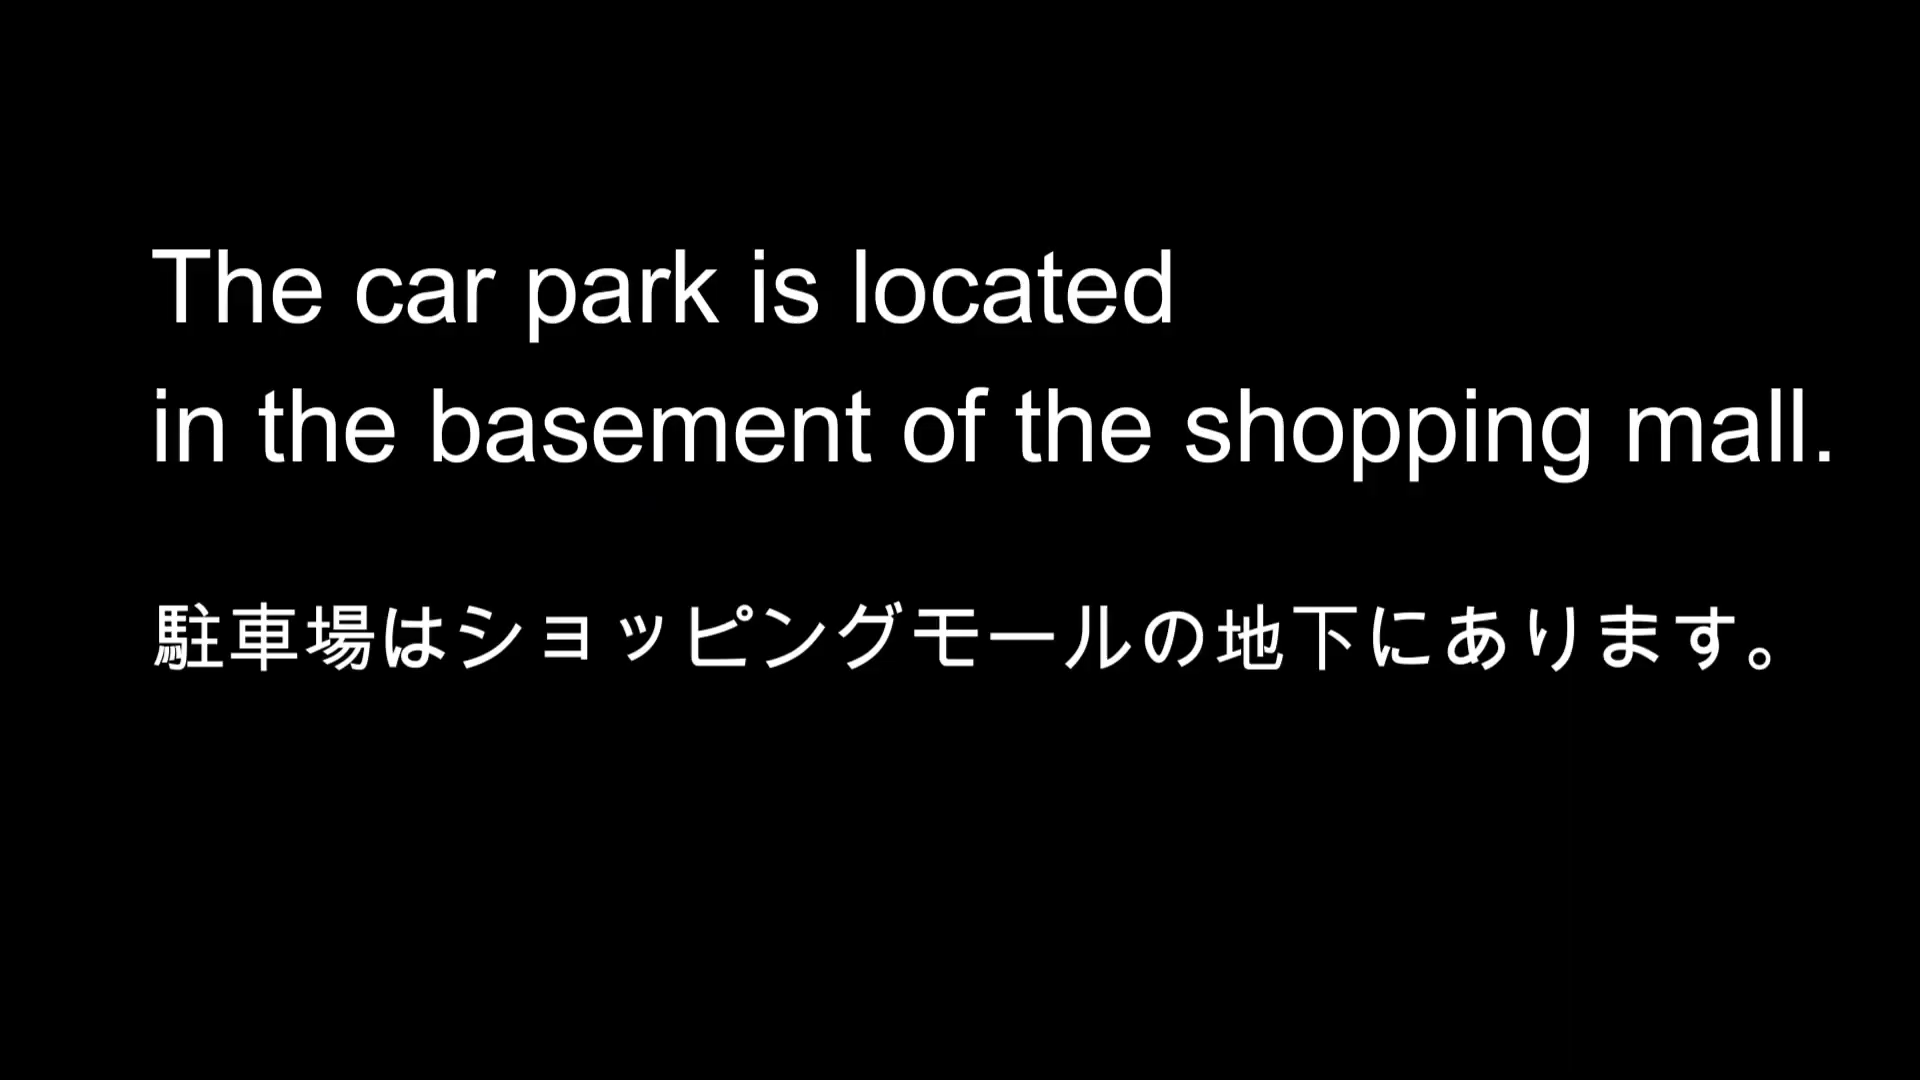 The car park is located
in the basement of the shopping mall.
駐車場はショッピングモールの地下にあります。